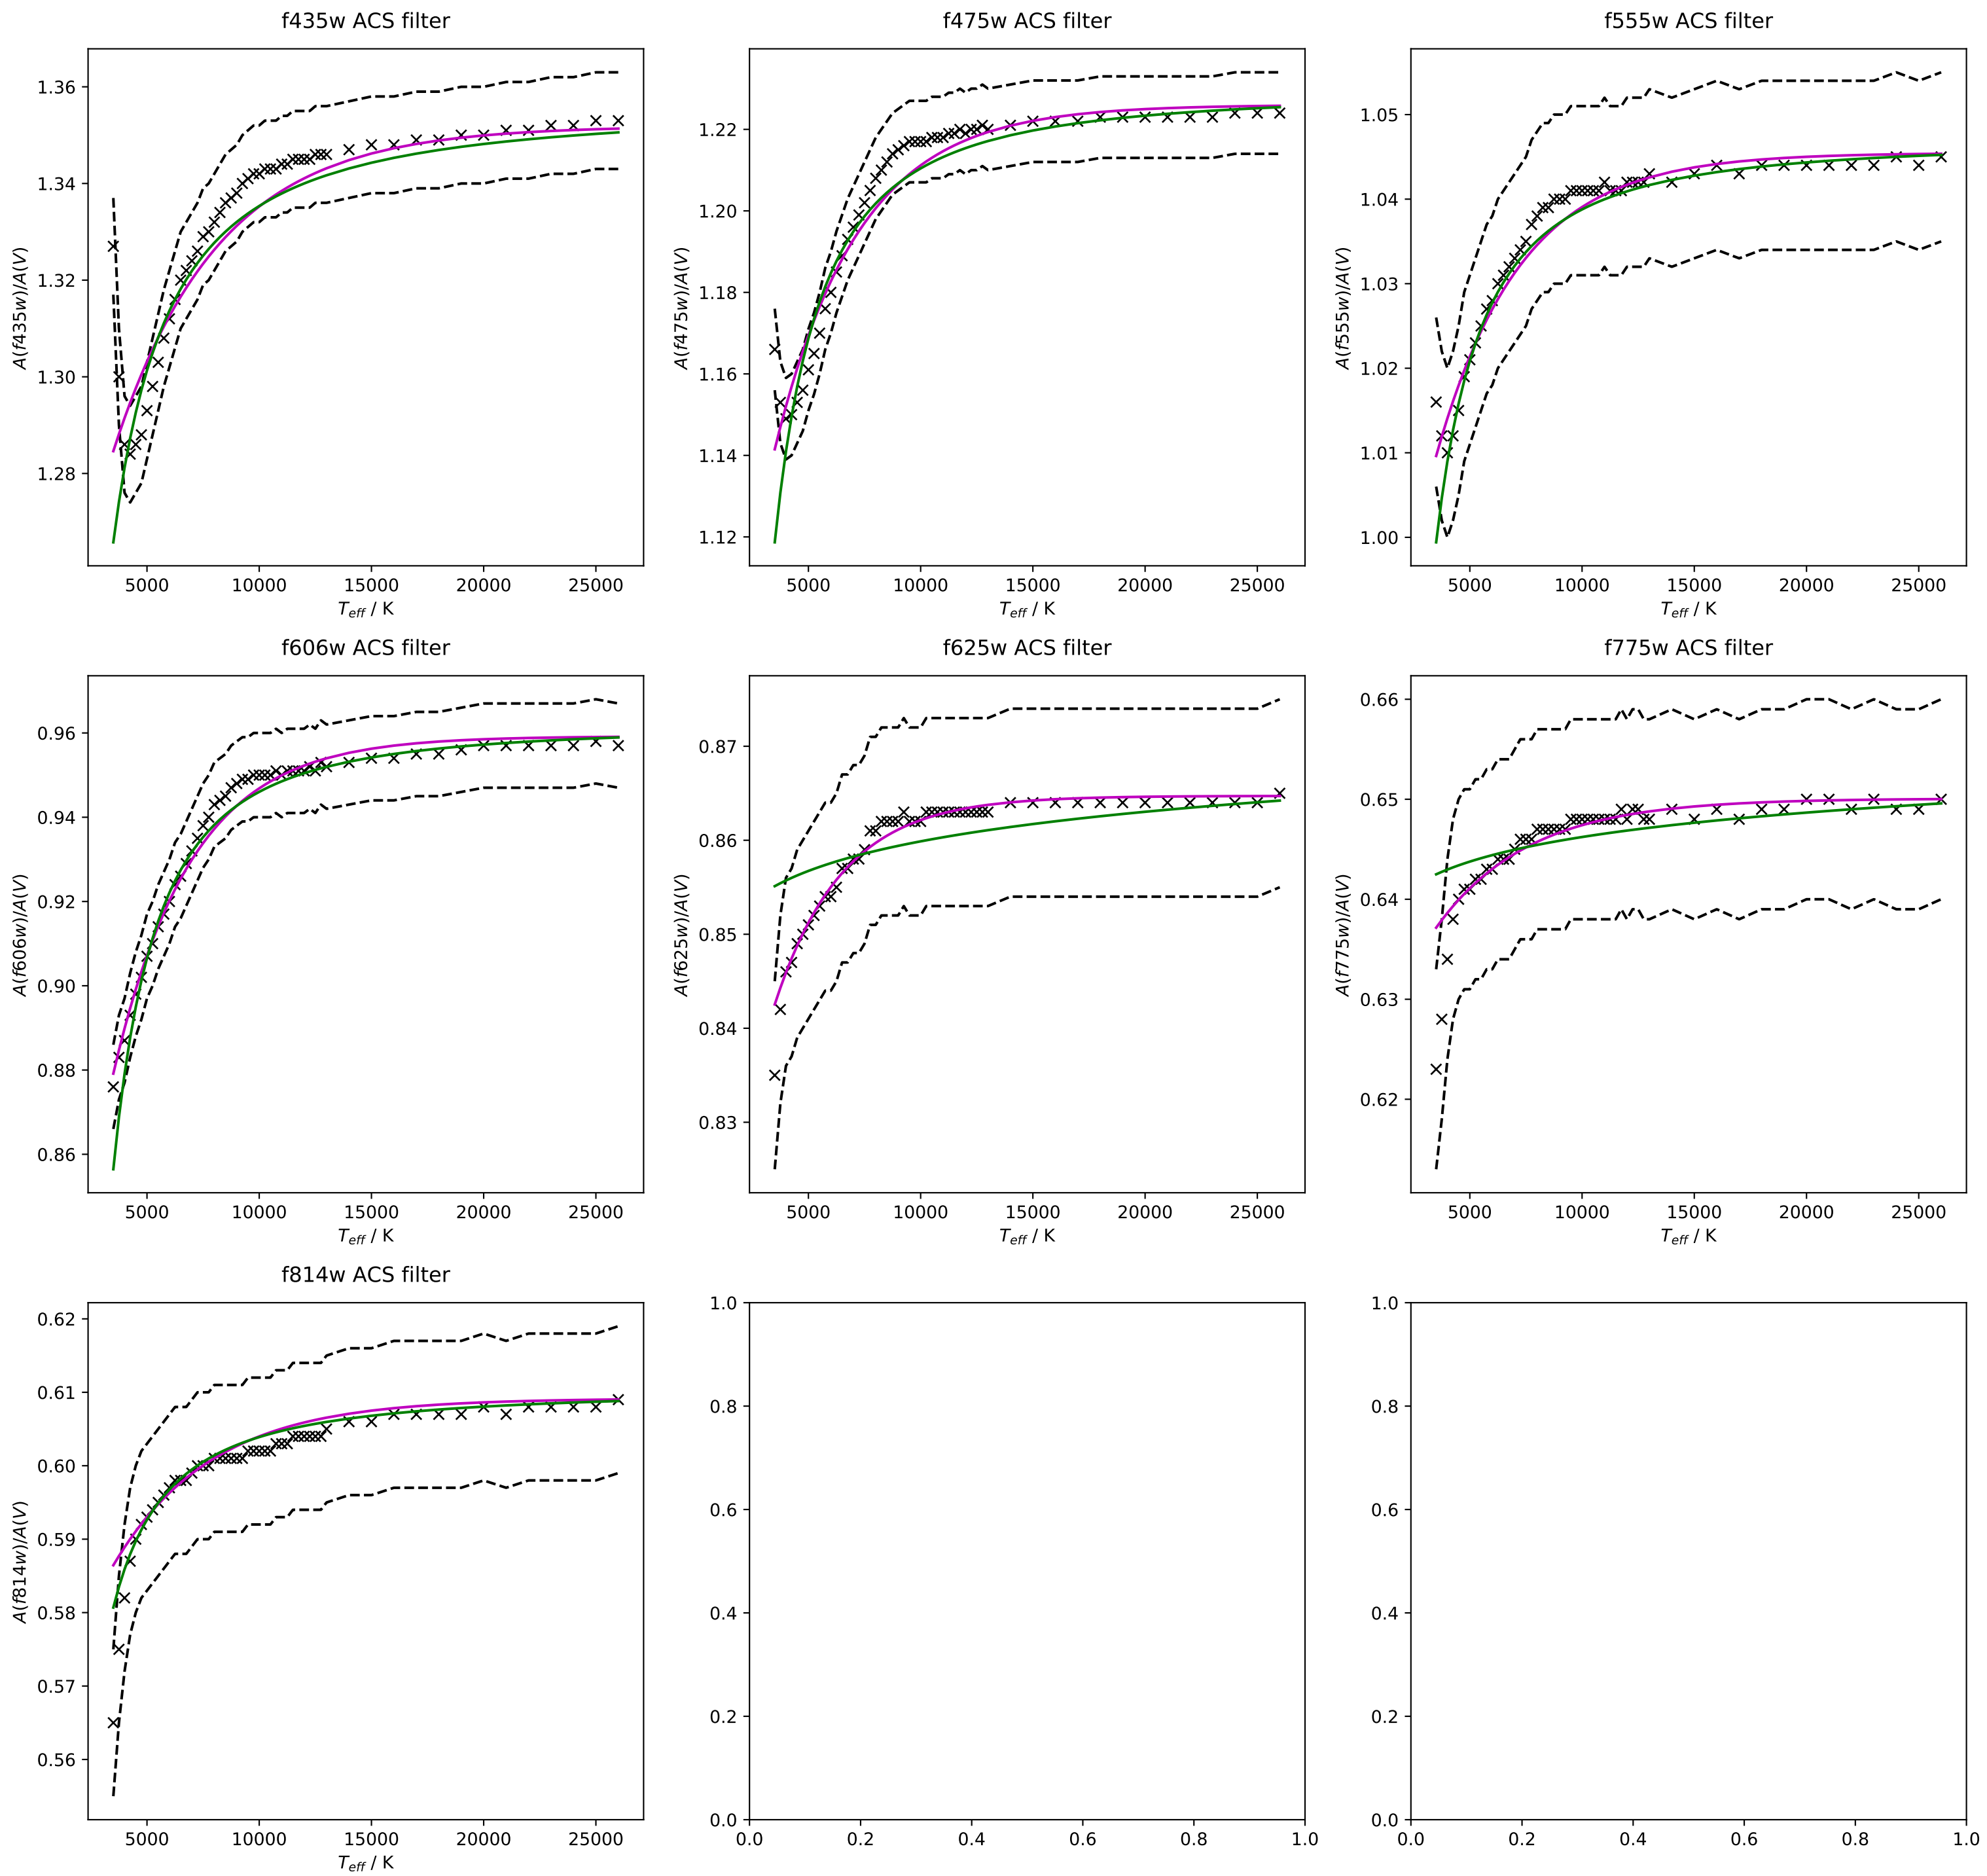 f435w ACS filter
f475w ACS filter
f555w ACS filter
1.36
1.34
1.32
1.30
1.28
A(f435w)/A(V)
5000 10000 15000 20000 25000
T_eff / K
1.22
1.20
1.18
1.16
1.14
1.12
A(f475w)/A(V)
5000 10000 15000 20000 25000
T_eff / K
1.05
1.04
1.03
1.02
1.01
1.00
A(f555w)/A(V)
5000 10000 15000 20000 25000
T_eff / K
f606w ACS filter
f625w ACS filter
f775w ACS filter
0.96
0.94
0.92
0.90
0.88
0.86
A(f606w)/A(V)
5000 10000 15000 20000 25000
T_eff / K
0.87
0.86
0.85
0.84
0.83
A(f625w)/A(V)
5000 10000 15000 20000 25000
T_eff / K
0.66
0.65
0.64
0.63
0.62
A(f775w)/A(V)
5000 10000 15000 20000 25000
T_eff / K
f814w ACS filter
0.62
0.61
0.60
0.59
0.58
0.57
0.56
A(f814w)/A(V)
5000 10000 15000 20000 25000
T_eff / K
1.0
0.8
0.6
0.4
0.2
0.0
0.0 0.2 0.4 0.6 0.8 1.0
1.0
0.8
0.6
0.4
0.2
0.0
0.0 0.2 0.4 0.6 0.8 1.0